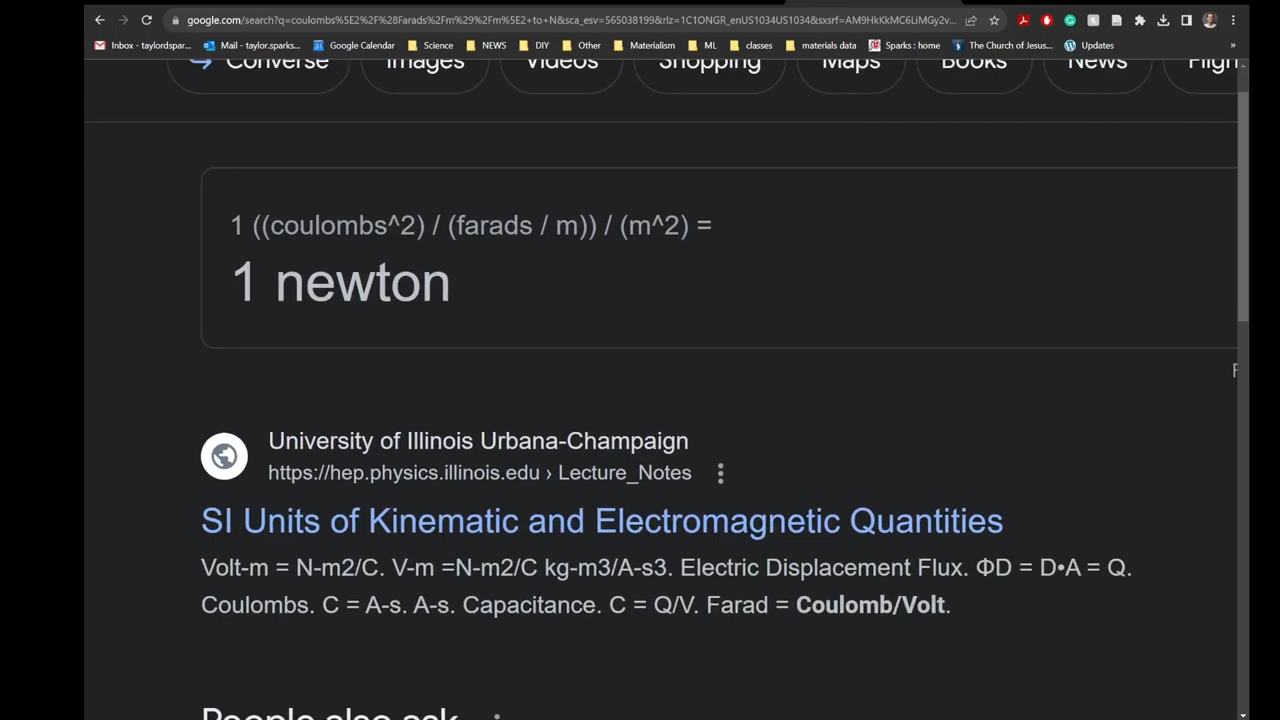 google.com/search?q=coulombs%5E2%2F%28Farads%2Fm%29%2Fm%5E2+to+N&sca_esv=565038199&rlz=1C1ONGR_enUS1034US1034&sxsrf=AM9HkKkMC6LiMGy2v...
Inbox - taylordspar... Mail - taylor.sparks... Google Calendar Science NEWS DIY Other Materialism ML classes materials data Sparks : home The Church of Jesus... Updates »
Converse Images Videos Shopping Maps Books News
1 ((coulombs^2) / (farads / m)) / (m^2) =
1 newton
University of Illinois Urbana-Champaign
https://hep.physics.illinois.edu › Lecture_Notes
SI Units of Kinematic and Electromagnetic Quantities
Volt-m = N-m2/C. V-m =N-m2/C kg-m3/A-s3. Electric Displacement Flux. ΦD = D•A = Q.
Coulombs. C = A-s. A-s. Capacitance. C = Q/V. Farad = Coulomb/Volt.
People also ask